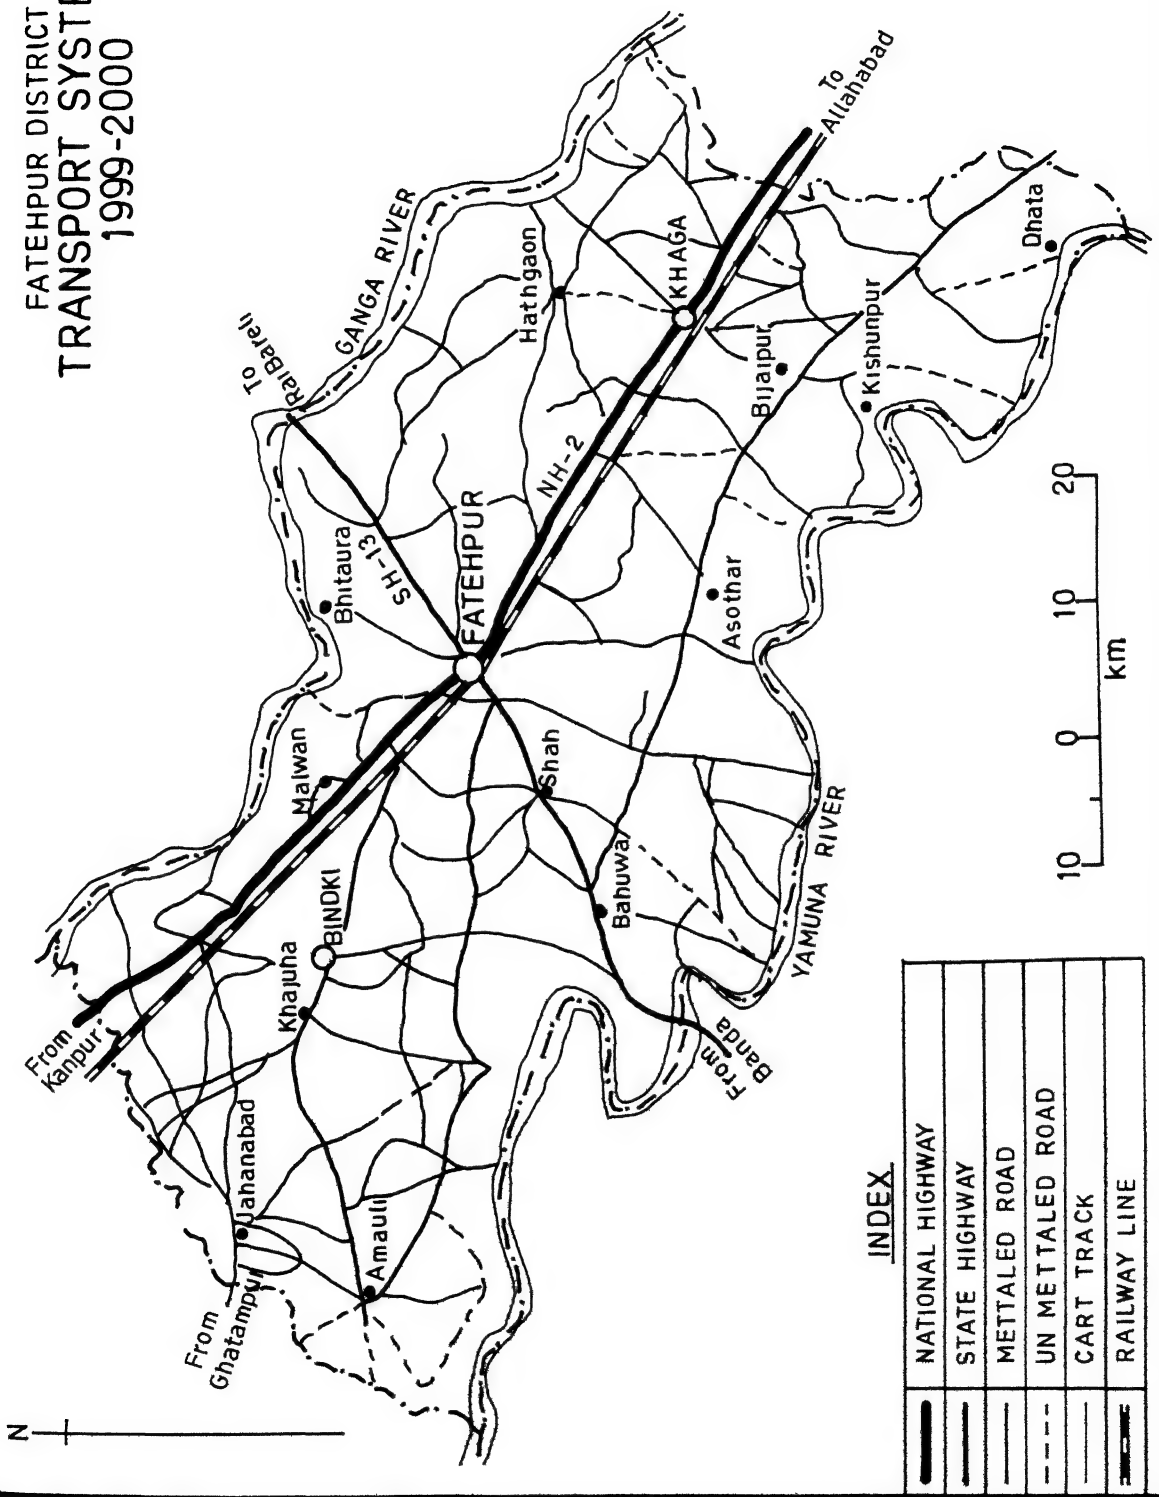 FATEHPUR DISTRICT
TRANSPORT SYSTE
1999-2000
N
To
RaiBareli
GANGA RIVER
To
Allahabad
Hathgaon
KHAGA
Dhata
Kishunpur
Bijaipur
NH-2
SH-13
Bhitaura
FATEHPUR
Asothar
Malwan
Shah
Bahuwa
YAMUNA RIVER
BINDKI
Khajuha
From
Kanpur
Jahanabad
Amauli
From
Ghatampur
From
Banda
10
0
10
20
km
INDEX
NATIONAL HIGHWAY
STATE HIGHWAY
METTALED ROAD
UN METTALED ROAD
CART TRACK
RAILWAY LINE